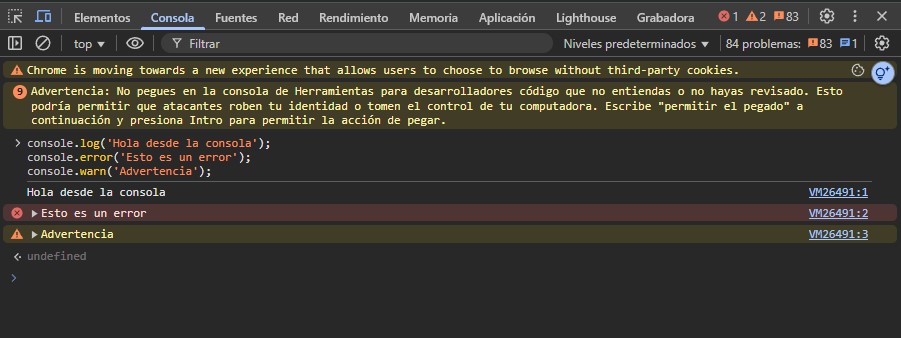 Elementos Consola Fuentes Red Rendimiento Memoria Aplicación Lighthouse Grabadora 1 2 83
top Filtrar Niveles predeterminados 84 problemas: 83 1
Chrome is moving towards a new experience that allows users to choose to browse without third-party cookies.
9 Advertencia: No pegues en la consola de Herramientas para desarrolladores código que no entiendas o no hayas revisado. Esto
podría permitir que atacantes roben tu identidad o tomen el control de tu computadora. Escribe "permitir el pegado" a
continuación y presiona Intro para permitir la acción de pegar.
> console.log('Hola desde la consola');
console.error('Esto es un error');
console.warn('Advertencia');
Hola desde la consola VM26491:1
Esto es un error VM26491:2
Advertencia VM26491:3
undefined
>